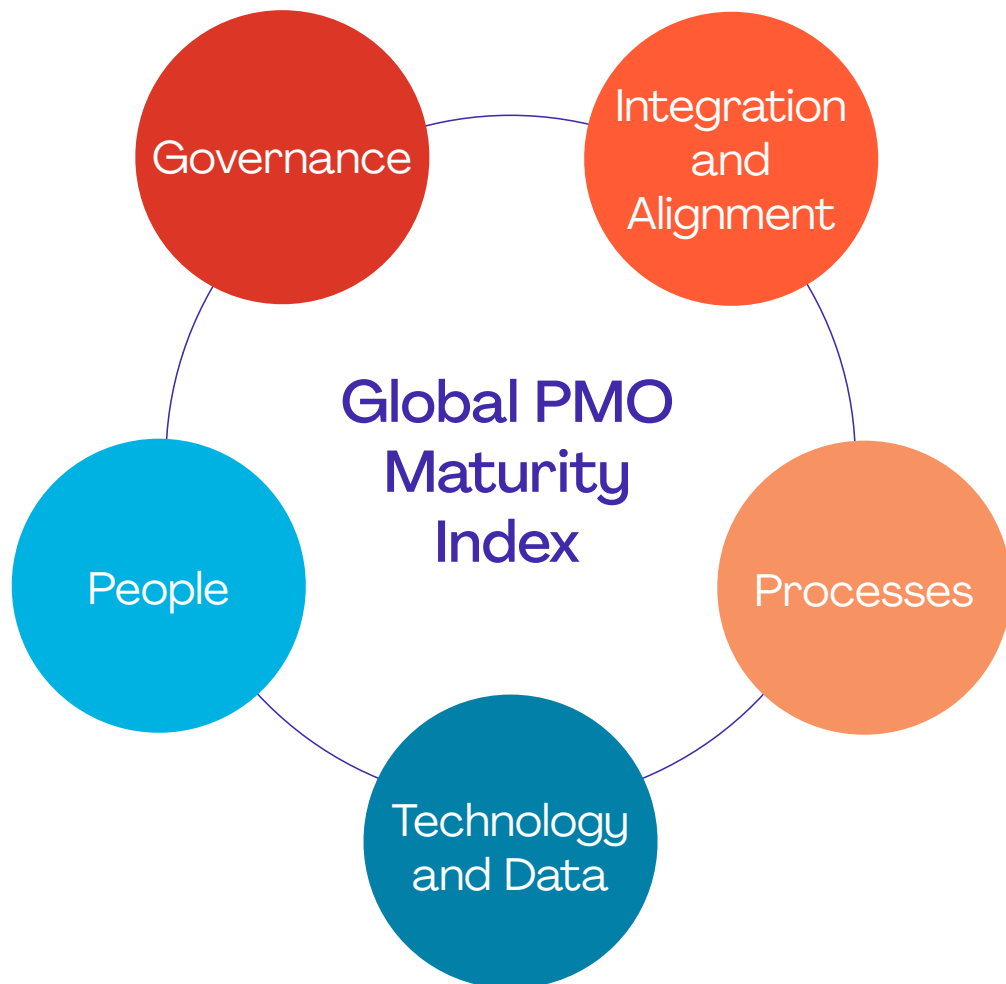 Governance
Integration
and
Alignment
Global PMO
Maturity
Index
People
Processes
Technology
and Data